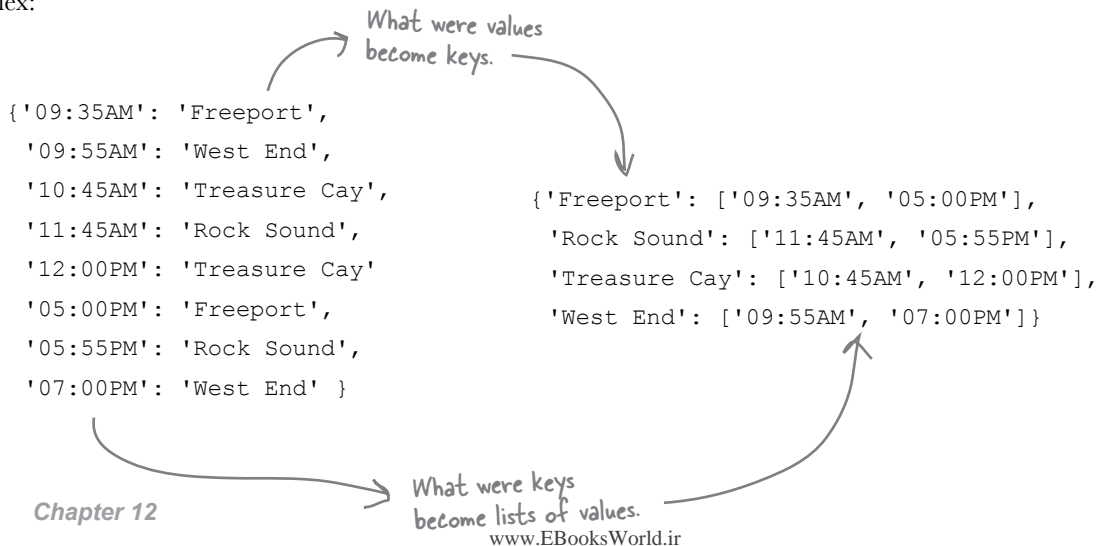 What were values
become keys.
{'09:35AM': 'Freeport',
'09:55AM': 'West End',
'10:45AM': 'Treasure Cay',
'11:45AM': 'Rock Sound',
'12:00PM': 'Treasure Cay'
'05:00PM': 'Freeport',
'05:55PM': 'Rock Sound',
'07:00PM': 'West End' }
{'Freeport': ['09:35AM', '05:00PM'],
'Rock Sound': ['11:45AM', '05:55PM'],
'Treasure Cay': ['10:45AM', '12:00PM'],
'West End': ['09:55AM', '07:00PM']}
What were keys
become lists of values.
Chapter 12
www.EBooksWorld.ir